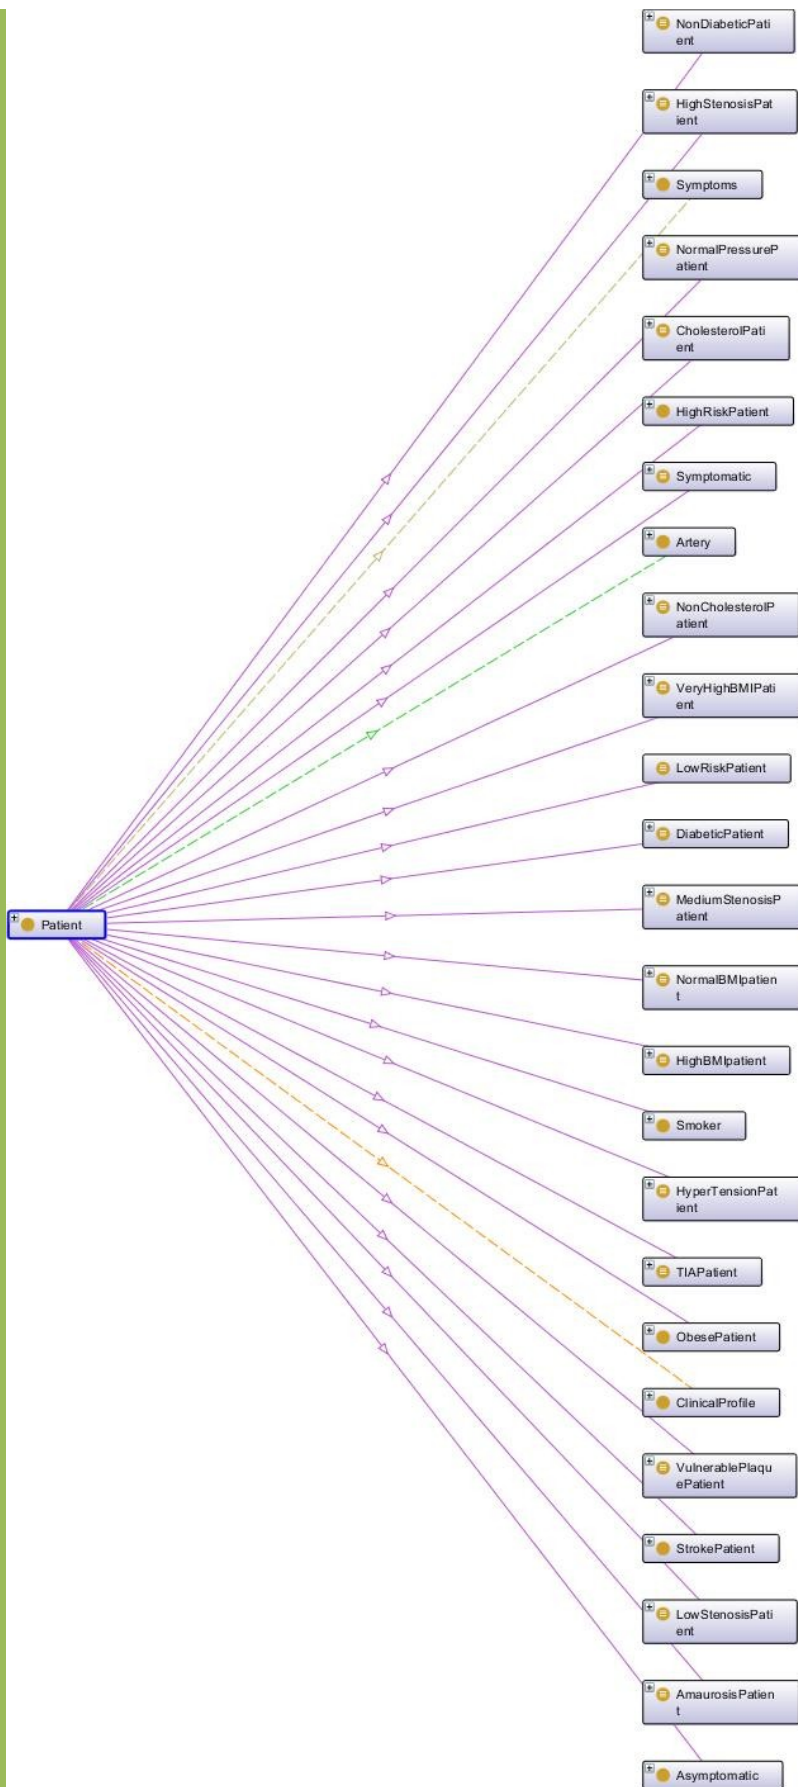 NonDiabeticPati
ent
HighStenosisPat
ient
Symptoms
NormalPressureP
atient
CholesterolPati
ent
HighRiskPatient
Symptomatic
Artery
NonCholesterolP
atient
VeryHighBMIPati
ent
LowRiskPatient
DiabeticPatient
MediumStenosisP
atient
Patient
NormalBMIpatien
t
HighBMIpatient
Smoker
HyperTensionPat
ient
TIAPatient
ObesePatient
ClinicalProfile
VulnerablePlaqu
ePatient
StrokePatient
LowStenosisPati
ent
AmaurosisPatien
t
Asymptomatic